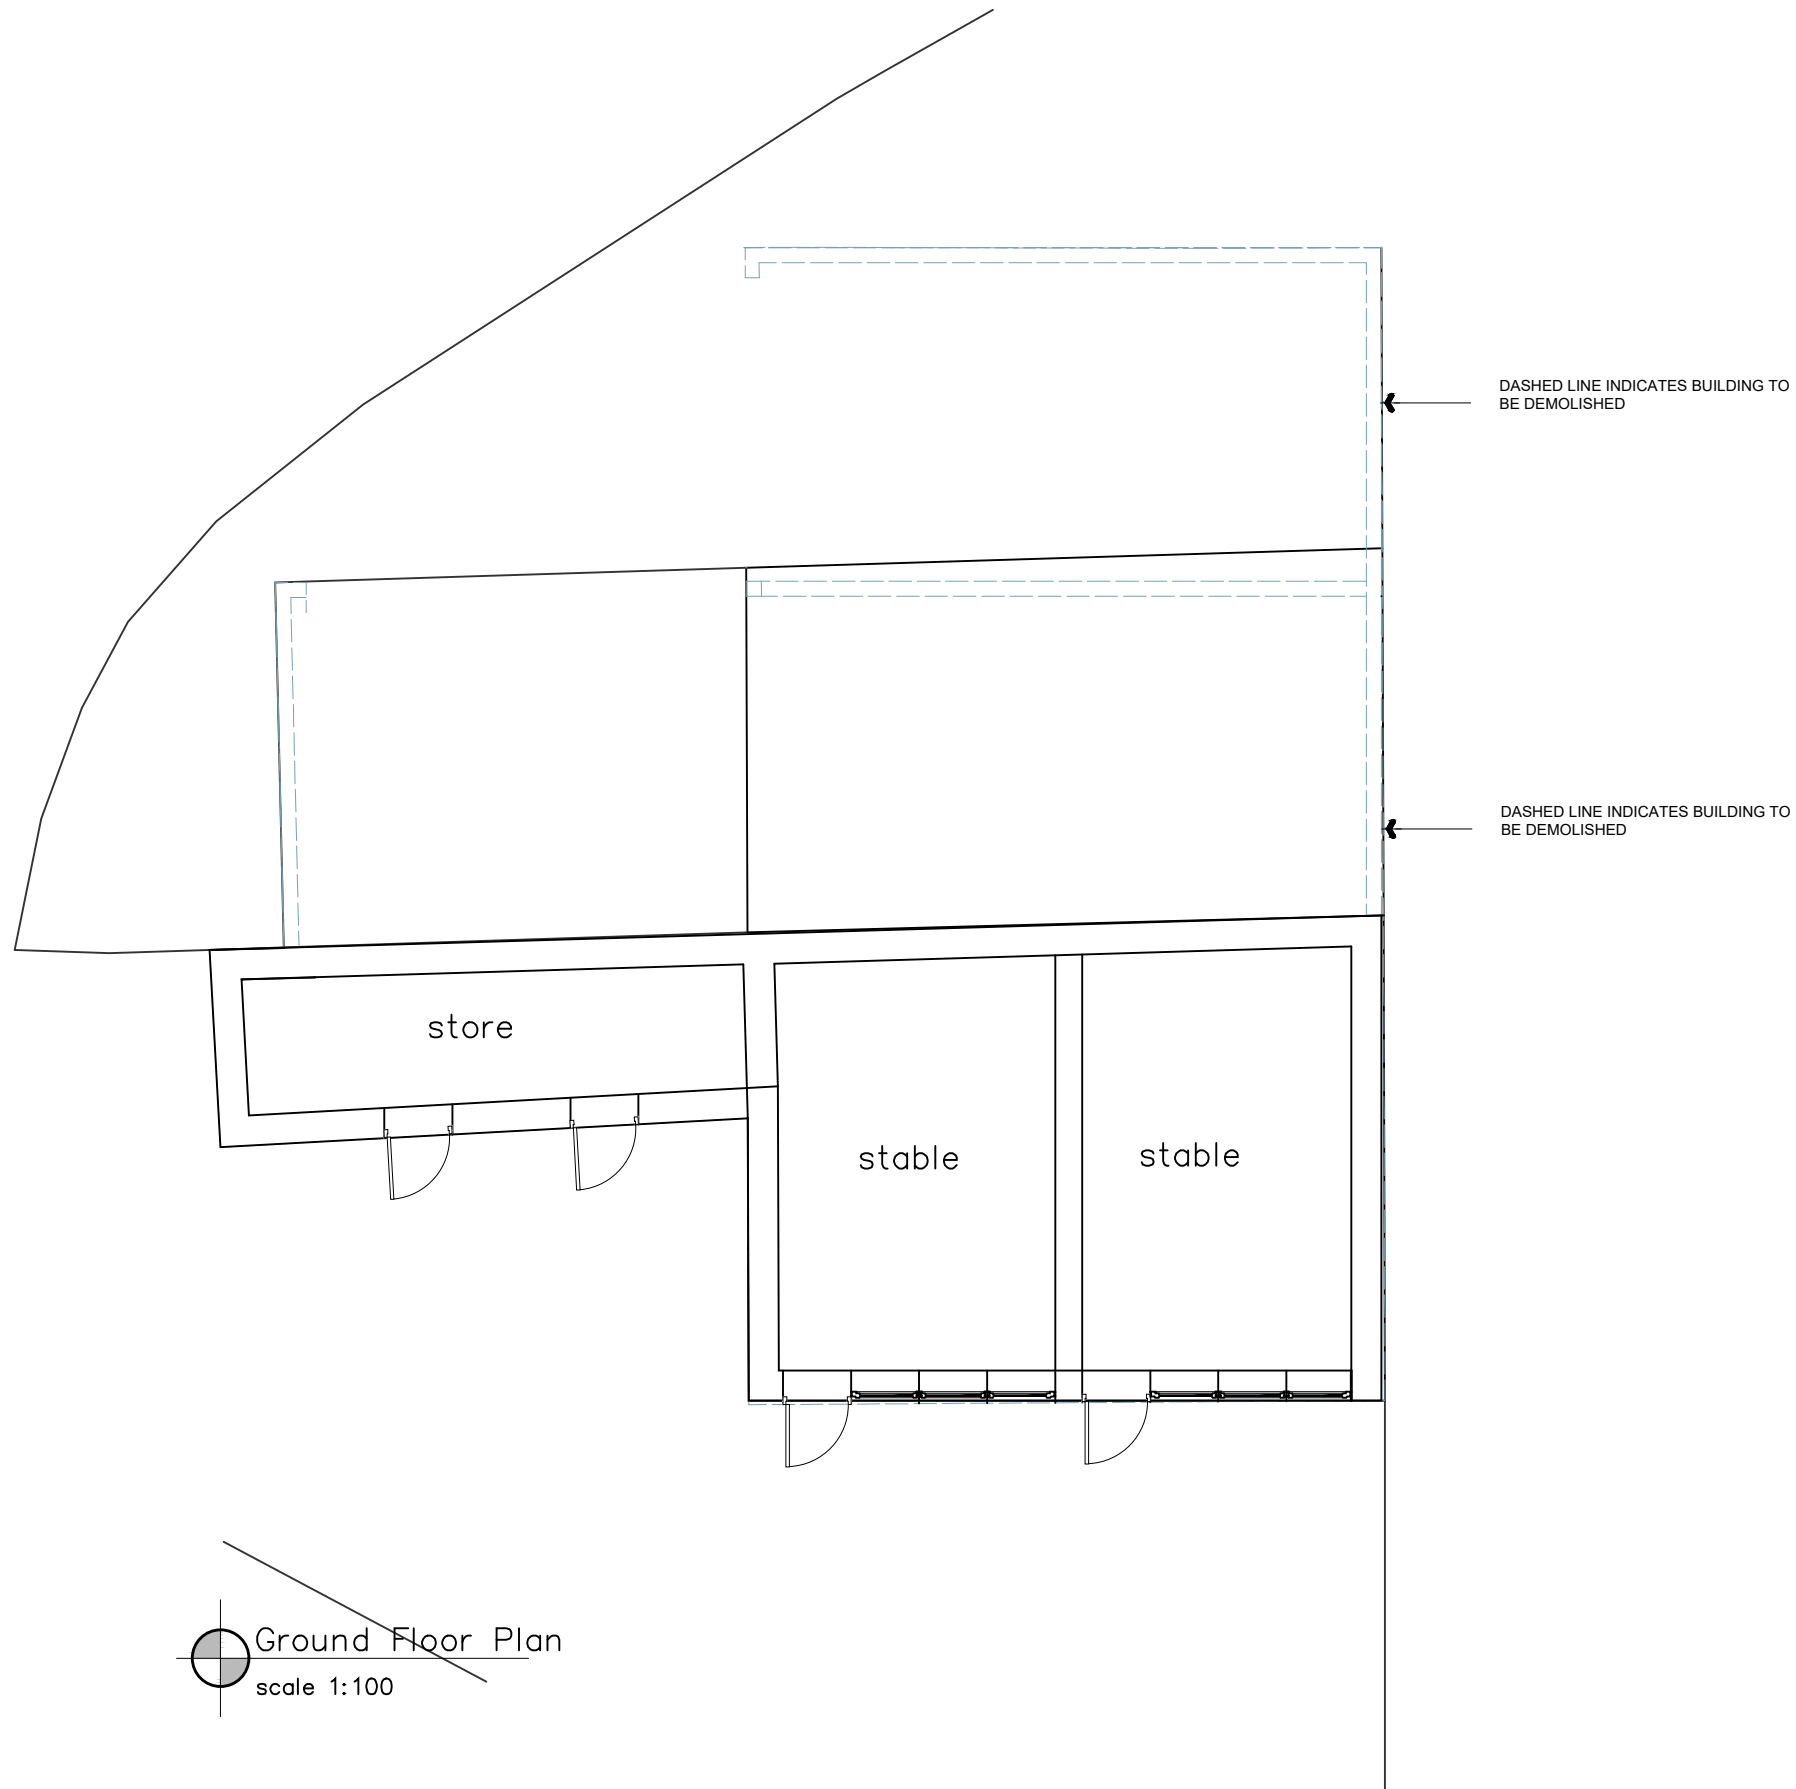 DASHED LINE INDICATES BUILDING TO
BE DEMOLISHED
DASHED LINE INDICATES BUILDING TO
BE DEMOLISHED
store
stable
stable
Ground Floor Plan
scale 1:100